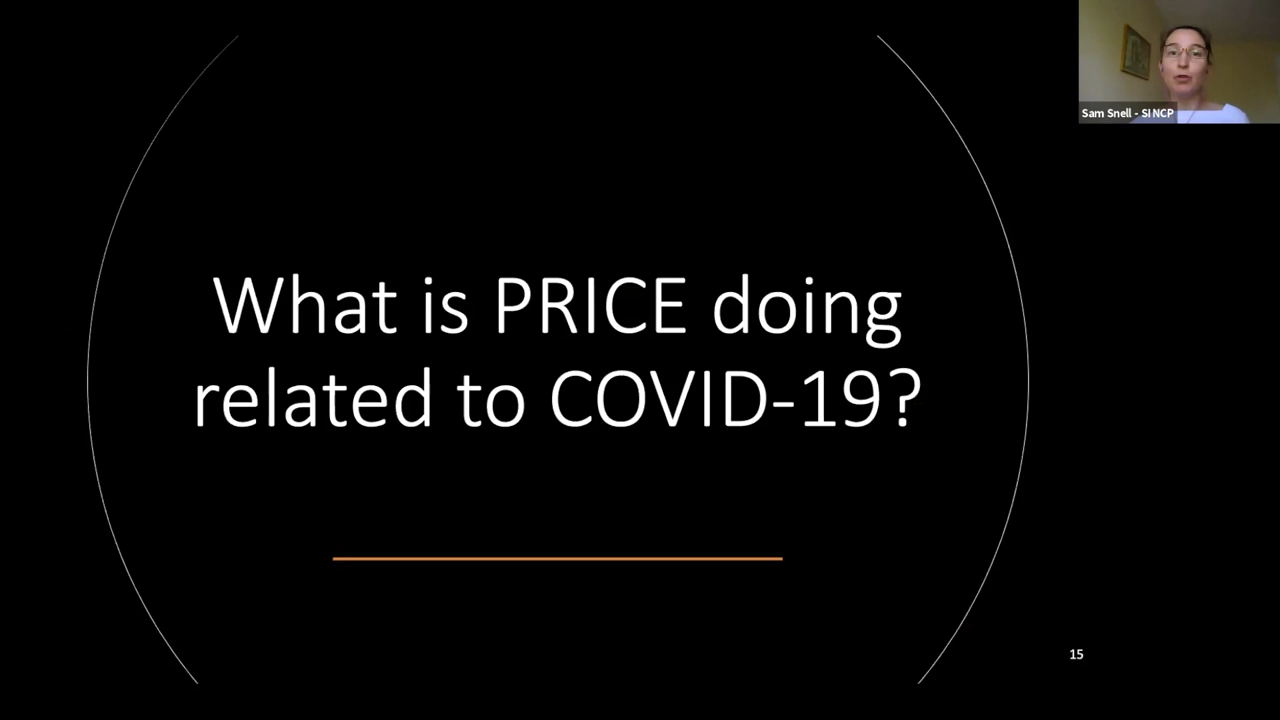 Sam Snell - SI NCP
What is PRICE doing
related to COVID-19?
15